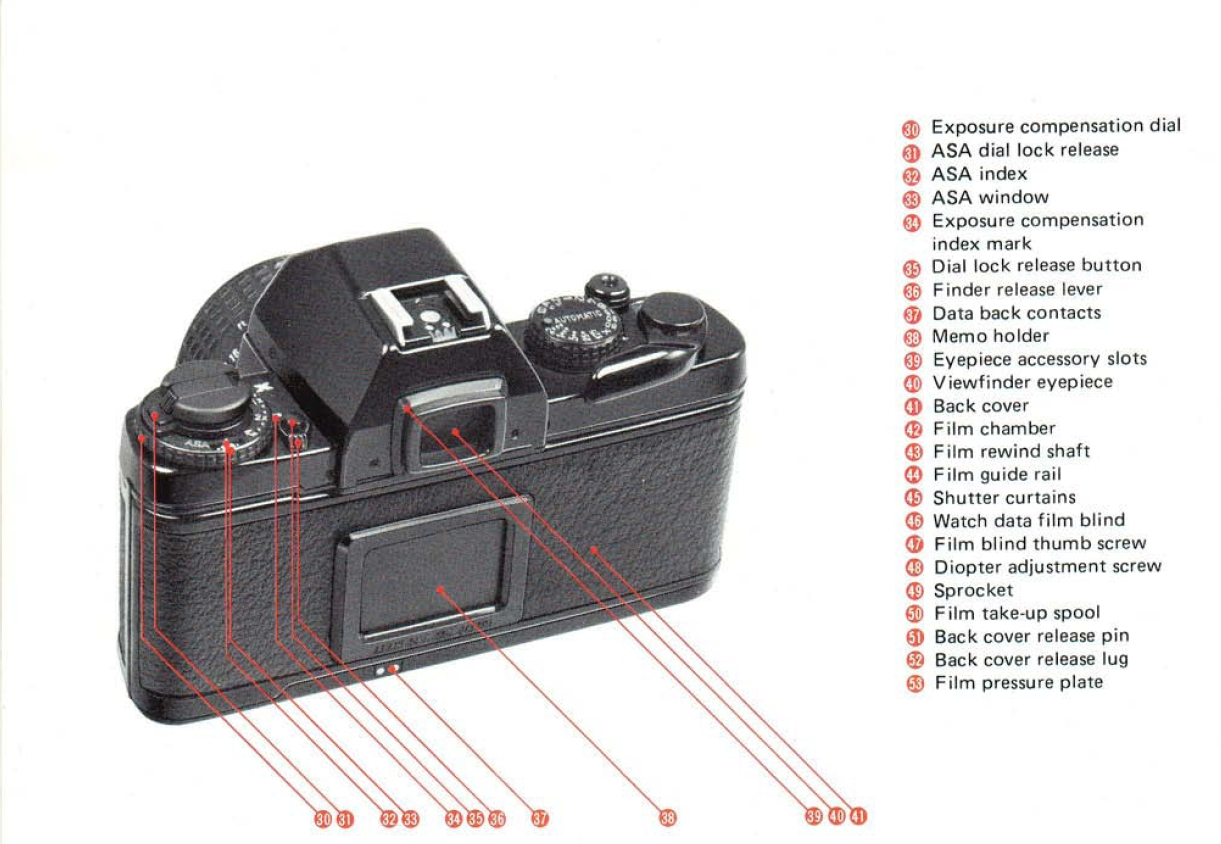 30 Exposure compensation dial
31 ASA dial lock release
32 ASA index
33 ASA window
34 Exposure compensation
index mark
35 Dial lock release button
36 Finder release lever
37 Data back contacts
38 Memo holder
39 Eyepiece accessory slots
40 Viewfinder eyepiece
41 Back cover
42 Film chamber
43 Film rewind shaft
44 Film guide rail
45 Shutter curtains
46 Watch data film blind
47 Film blind thumb screw
48 Diopter adjustment screw
49 Sprocket
50 Film take-up spool
51 Back cover release pin
52 Back cover release lug
53 Film pressure plate
AUTOMATIC
X
ASA
30 31 32 33 34 35 36 37 38 39 40 41